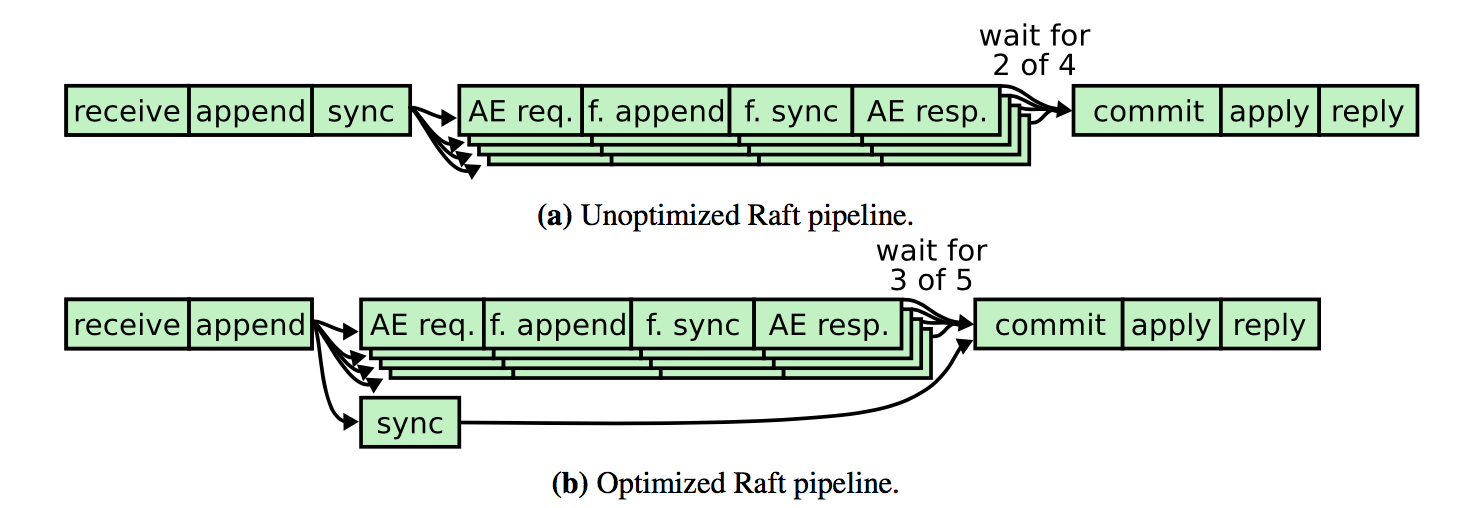 wait for
2 of 4
receive append sync AE req. f. append f. sync AE resp. commit apply reply
(a) Unoptimized Raft pipeline.
wait for
3 of 5
receive append AE req. f. append f. sync AE resp. commit apply reply
sync
(b) Optimized Raft pipeline.